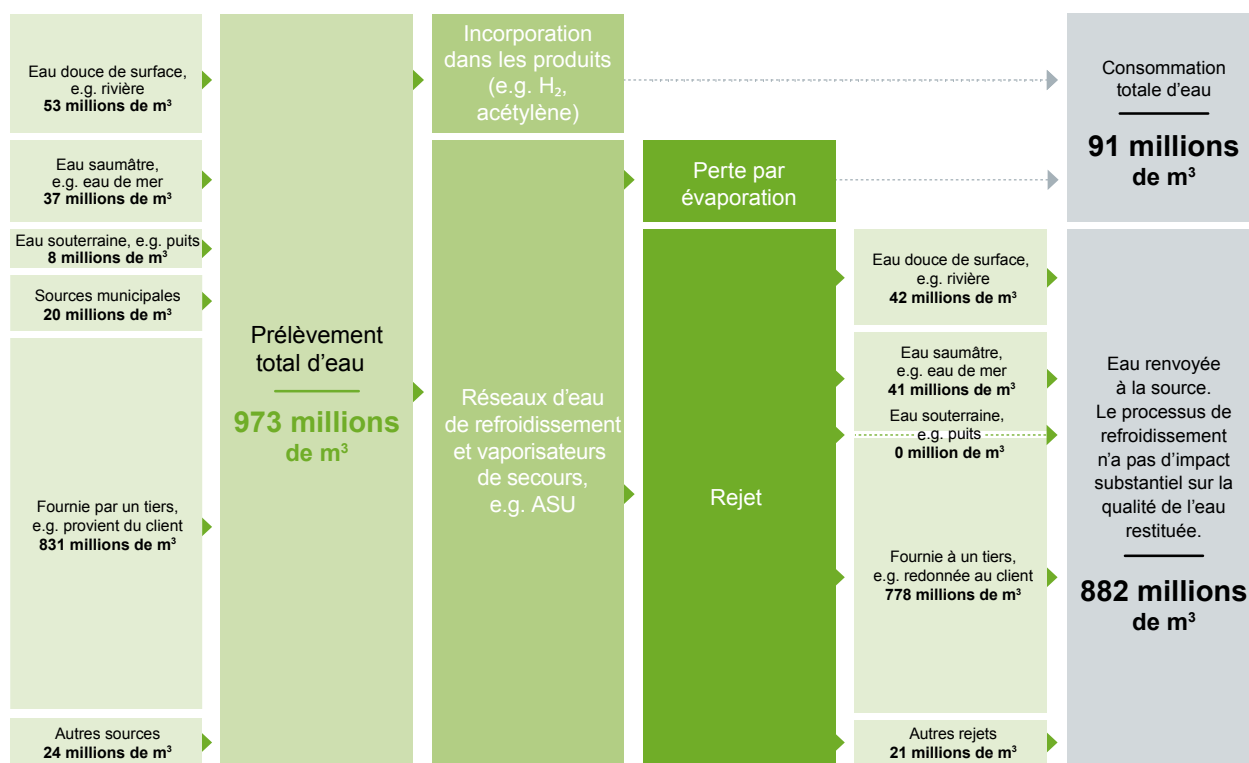 Eau douce de surface,
e.g. rivière
53 millions de m³
Eau saumâtre,
e.g. eau de mer
37 millions de m³
Eau souterraine, e.g. puits
8 millions de m³
Sources municipales
20 millions de m³
Fournie par un tiers,
e.g. provient du client
831 millions de m³
Autres sources
24 millions de m³
Prélèvement
total d’eau
973 millions
de m³
Incorporation
dans les produits
(e.g. H₂,
acétylène)
Réseaux d’eau
de refroidissement
et vaporisateurs
de secours,
e.g. ASU
Perte par
évaporation
Rejet
Eau douce de surface,
e.g. rivière
42 millions de m³
Eau saumâtre,
e.g. eau de mer
41 millions de m³
Eau souterraine,
e.g. puits
0 million de m³
Fournie à un tiers,
e.g. redonnée au client
778 millions de m³
Autres rejets
21 millions de m³
Consommation
totale d’eau
91 millions
de m³
Eau renvoyée
à la source.
Le processus de
refroidissement
n’a pas d’impact
substantiel sur la
qualité de l’eau
restituée.
882 millions
de m³